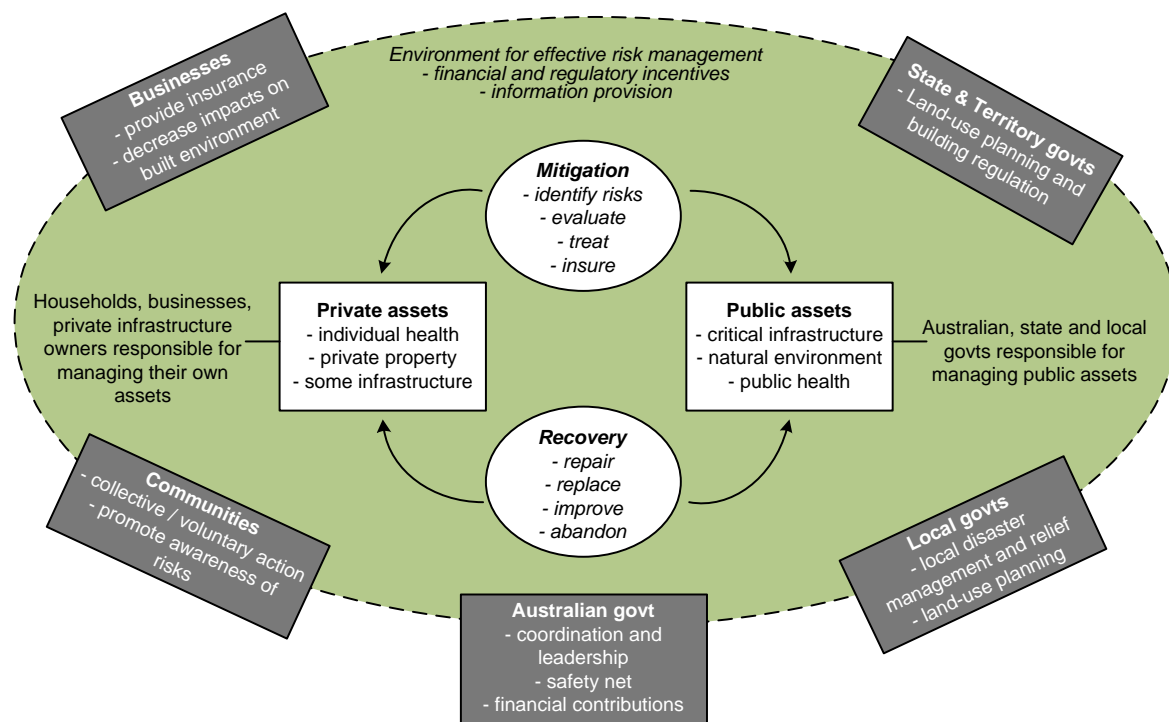 Environment for effective risk management
- financial and regulatory incentives
- information provision
Businesses
- provide insurance
- decrease impacts on
built environment
State & Territory govts
- Land-use planning and
building regulation
Mitigation
- identify risks
- evaluate
- treat
- insure
Households, businesses,
private infrastructure
owners responsible for
managing their own
assets
Private assets
- individual health
- private property
- some infrastructure
Public assets
- critical infrastructure
- natural environment
- public health
Australian, state and local
govts responsible for
managing public assets
Recovery
- repair
- replace
- improve
- abandon
Communities
- collective / voluntary action
- promote awareness of
risks
Local govts
- local disaster
management and relief
- land-use planning
Australian govt
- coordination and
leadership
- safety net
- financial contributions